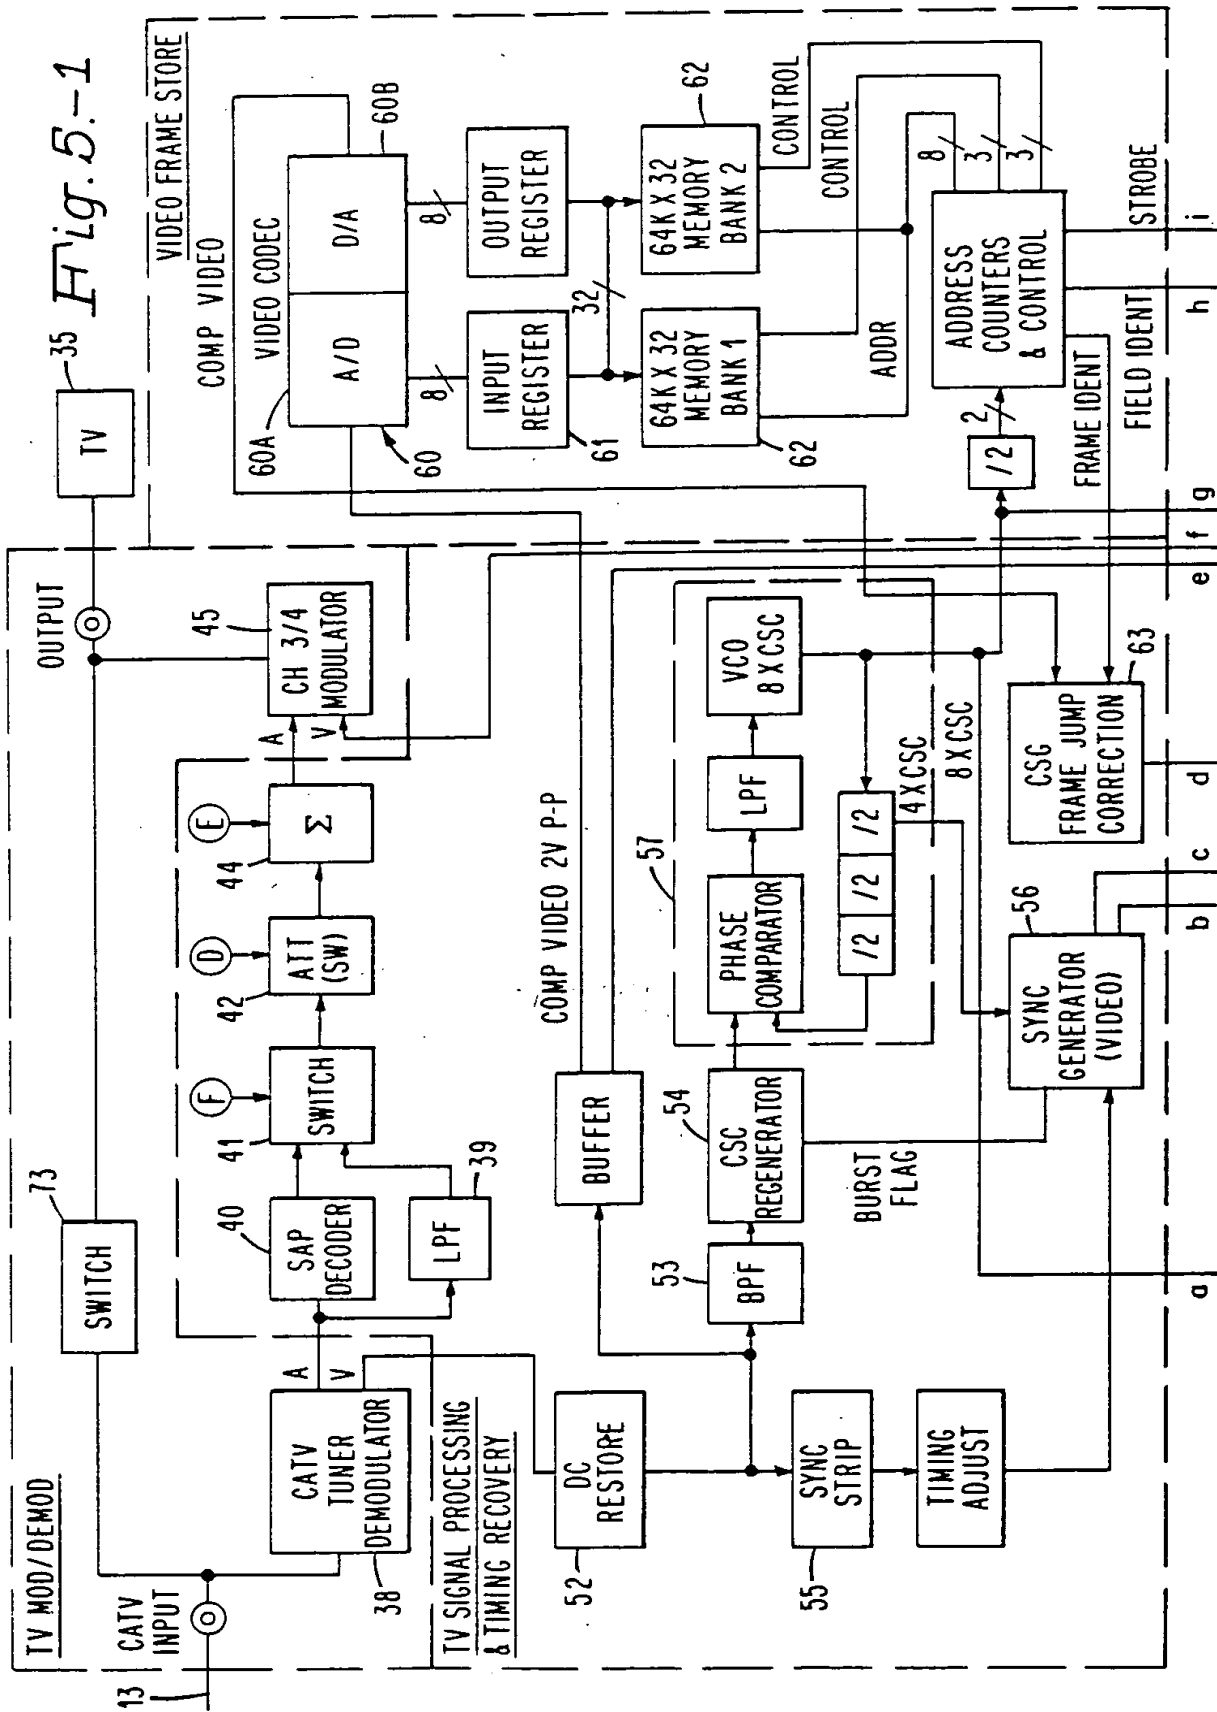 Fig. 5.-1
TV MOD/DEMOD
CATV
INPUT
13
SWITCH
73
OUTPUT
TV
35
CATV
TUNER
DEMODULATOR
38
A
V
SAP
DECODER
40
LPF
39
SWITCH
41
F
ATT
(SW)
42
D
Σ
44
E
A
V
CH 3/4
MODULATOR
45
TV SIGNAL PROCESSING
& TIMING RECOVERY
DC
RESTORE
52
BUFFER
COMP VIDEO 2V P-P
BPF
53
CSC
REGENERATOR
54
BURST
FLAG
PHASE
COMPARATOR
57
LPF
VCO
8 X CSC
/2
/2
/2
4 X CSC
8 X CSC
SYNC
STRIP
55
TIMING
ADJUST
SYNC
GENERATOR
(VIDEO)
56
CSG
FRAME JUMP
CORRECTION
63
VIDEO FRAME STORE
COMP VIDEO
VIDEO CODEC
60A
A/D
D/A
60B
60
8
8
INPUT
REGISTER
61
OUTPUT
REGISTER
32
64K X 32
MEMORY
BANK 1
62
64K X 32
MEMORY
BANK 2
62
CONTROL
CONTROL
ADDR
8
3
3
/2
2
ADDRESS
COUNTERS
& CONTROL
FRAME IDENT
FIELD IDENT
STROBE
a
b
c
d
e
f
g
h
i